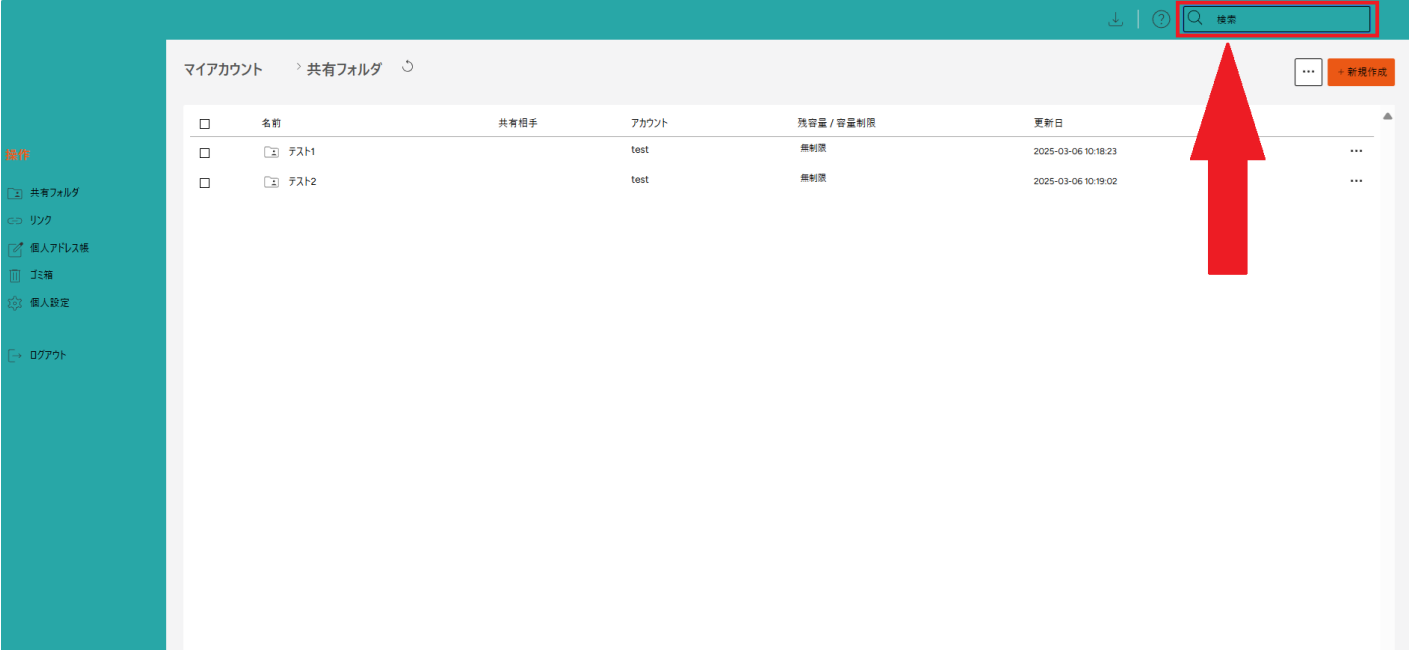 検索
マイアカウント > 共有フォルダ
… + 新規作成
名前 共有相手 アカウント 残容量 / 容量制限 更新日
テスト1 test 無制限 2025-03-06 10:18:23 …
テスト2 test 無制限 2025-03-06 10:19:02 …
操作
共有フォルダ
リンク
個人アドレス帳
ゴミ箱
個人設定
ログアウト